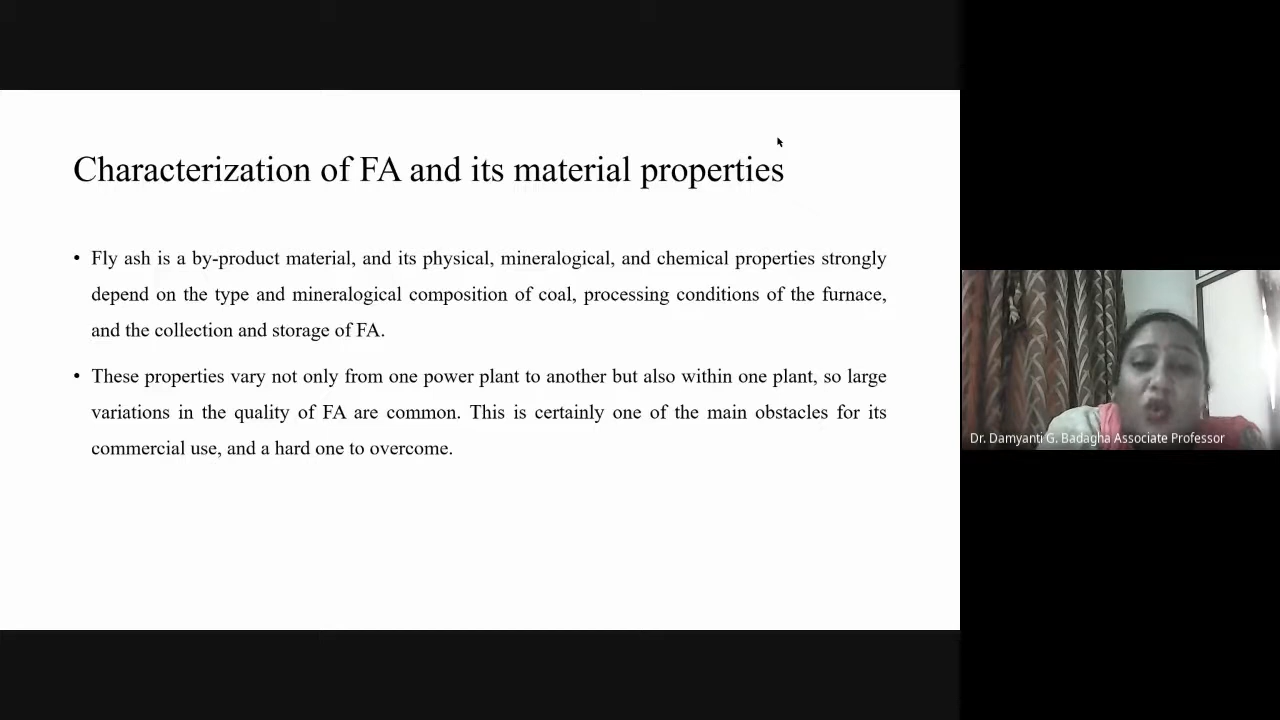 Characterization of FA and its material properties
• Fly ash is a by-product material, and its physical, mineralogical, and chemical properties strongly
depend on the type and mineralogical composition of coal, processing conditions of the furnace,
and the collection and storage of FA.
• These properties vary not only from one power plant to another but also within one plant, so large
variations in the quality of FA are common. This is certainly one of the main obstacles for its
commercial use, and a hard one to overcome.
Dr. Damyanti G. Badagha Associate Professor